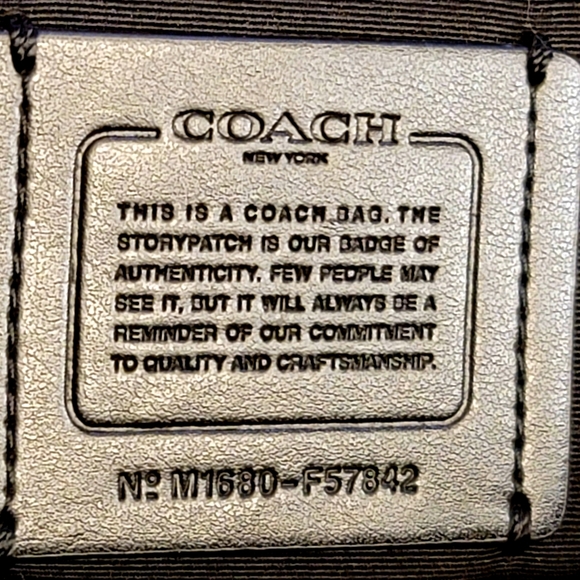 COACH
NEW YORK
THIS IS A COACH BAG. THE
STORYPATCH IS OUR BADGE OF
AUTHENTICITY. FEW PEOPLE MAY
SEE IT, BUT IT WILL ALWAYS BE A
REMINDER OF OUR COMMITMENT
TO QUALITY AND CRAFTSMANSHIP.
Nº M1680-F57842